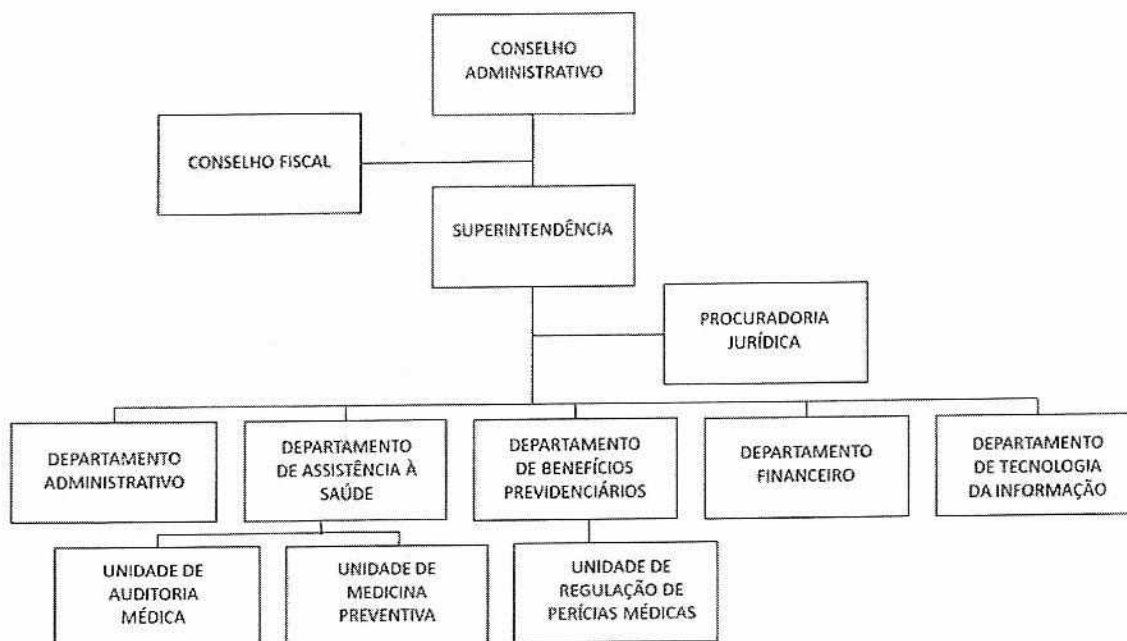 CONSELHO
ADMINISTRATIVO
CONSELHO FISCAL
SUPERINTENDÊNCIA
PROCURADORIA
JURÍDICA
DEPARTAMENTO
ADMINISTRATIVO
DEPARTAMENTO
DE ASSISTÊNCIA À
SAÚDE
DEPARTAMENTO
DE BENEFÍCIOS
PREVIDENCIÁRIOS
DEPARTAMENTO
FINANCEIRO
DEPARTAMENTO
DE TECNOLOGIA
DA INFORMAÇÃO
UNIDADE DE
AUDITORIA
MÉDICA
UNIDADE DE
MEDICINA
PREVENTIVA
UNIDADE DE
REGULAÇÃO DE
PERÍCIAS MÉDICAS